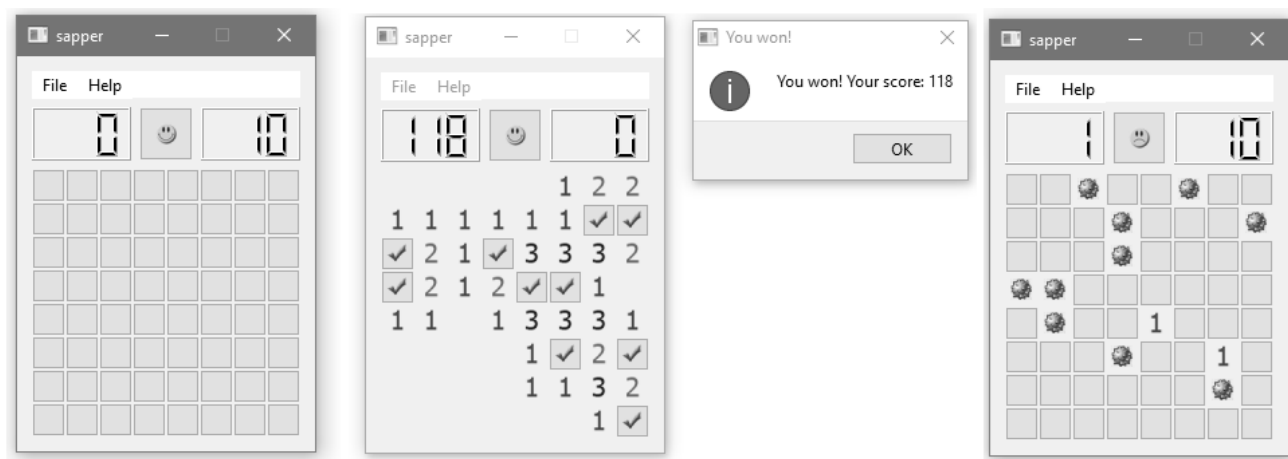 sapper
File Help
0 10
sapper
File Help
118 0
1 2 2
1 1 1 1 1 1
2 1 3 3 3 2
2 1 2 1
1 1 1 3 3 3 1
1 2
1 1 3 2
1
You won!
You won! Your score: 118
OK
sapper
File Help
1 10
1
1